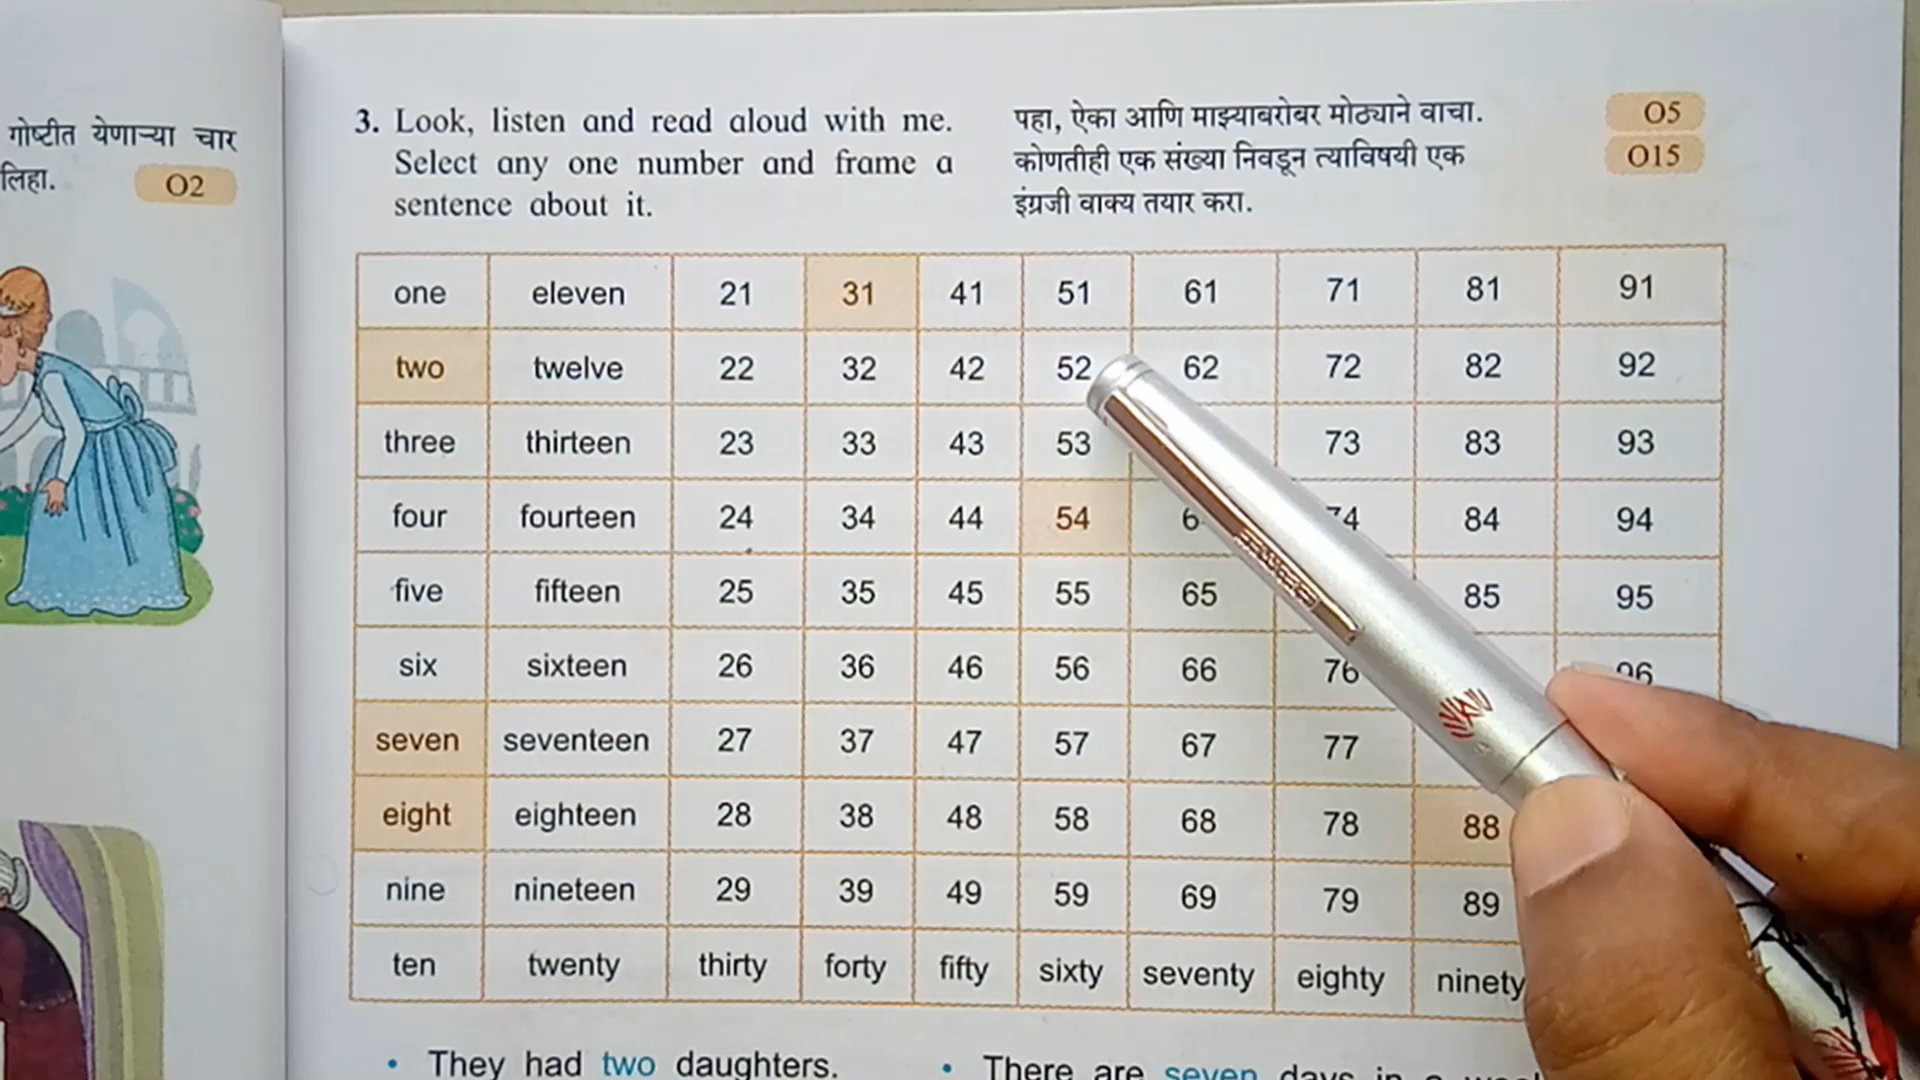 गोष्टीत येणाऱ्या चार
लिहा.
O2
3. Look, listen and read aloud with me.
Select any one number and frame a
sentence about it.
पहा, ऐका आणि माझ्याबरोबर मोठ्याने वाचा.
कोणतीही एक संख्या निवडून त्याविषयी एक
इंग्रजी वाक्य तयार करा.
O5
O15
one eleven 21 31 41 51 61 71 81 91
two twelve 22 32 42 52 62 72 82 92
three thirteen 23 33 43 53 73 83 93
four fourteen 24 34 44 54 84 94
five fifteen 25 35 45 55 65 85 95
six sixteen 26 36 46 56 66 76 96
seven seventeen 27 37 47 57 67 77
eight eighteen 28 38 48 58 68 78 88
nine nineteen 29 39 49 59 69 79 89
ten twenty thirty forty fifty sixty seventy eighty ninety
• They had two daughters.
• There are seven days in a